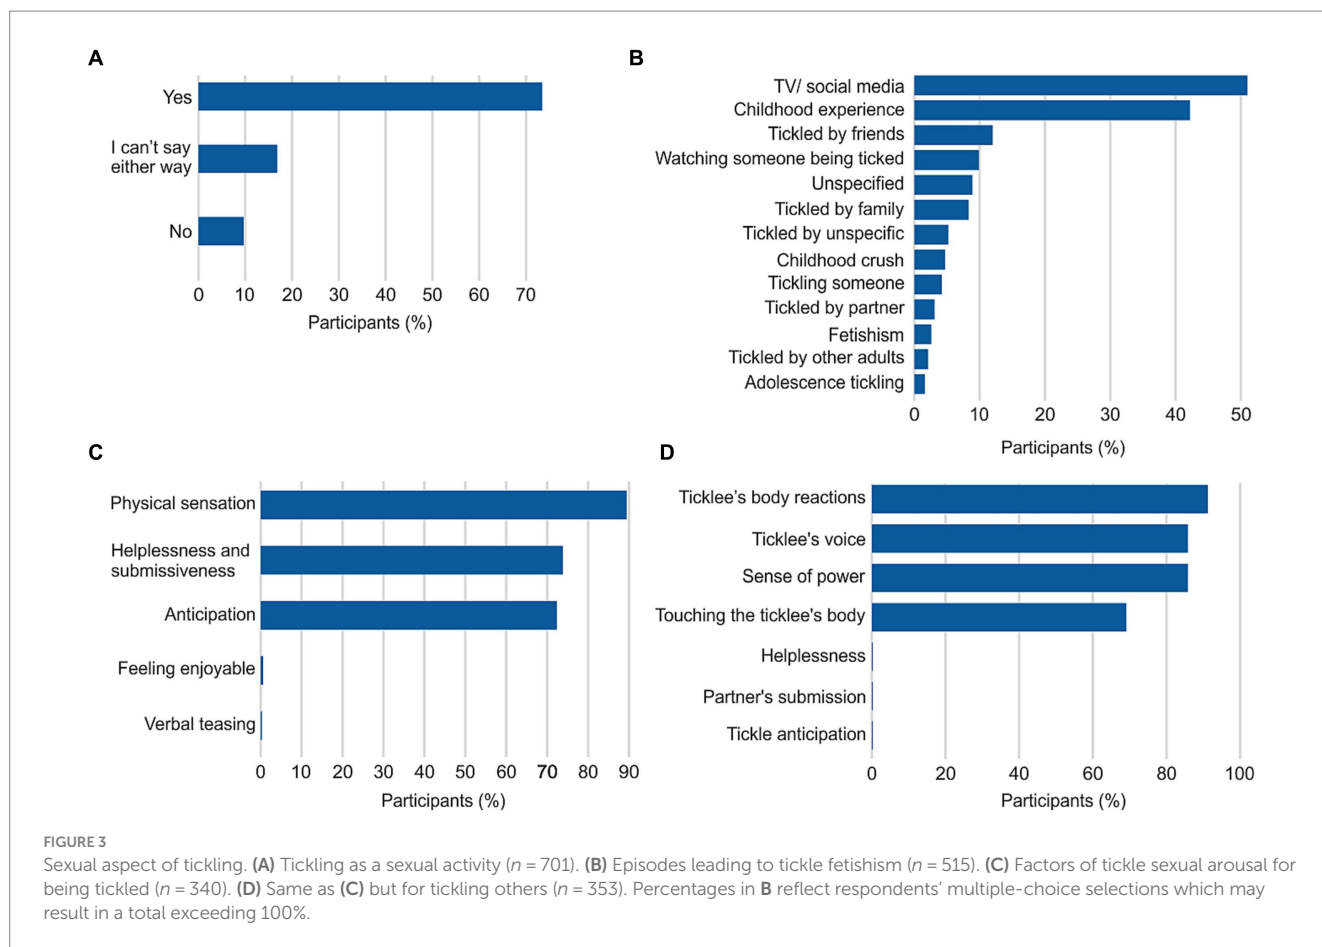 A
Yes
I can't say
either way
No
0 10 20 30 40 50 60 70
Participants (%)
B
TV/ social media
Childhood experience
Tickled by friends
Watching someone being ticked
Unspecified
Tickled by family
Tickled by unspecific
Childhood crush
Tickling someone
Tickled by partner
Fetishism
Tickled by other adults
Adolescence tickling
0 10 20 30 40 50
Participants (%)
C
Physical sensation
Helplessness and
submissiveness
Anticipation
Feeling enjoyable
Verbal teasing
0 10 20 30 40 50 60 70 80 90
Participants (%)
D
Ticklee’s body reactions
Ticklee's voice
Sense of power
Touching the ticklee's body
Helplessness
Partner's submission
Tickle anticipation
0 20 40 60 80 100
Participants (%)
FIGURE 3
Sexual aspect of tickling. (A) Tickling as a sexual activity (n = 701). (B) Episodes leading to tickle fetishism (n = 515). (C) Factors of tickle sexual arousal for
being tickled (n = 340). (D) Same as (C) but for tickling others (n = 353). Percentages in B reflect respondents’ multiple-choice selections which may
result in a total exceeding 100%.